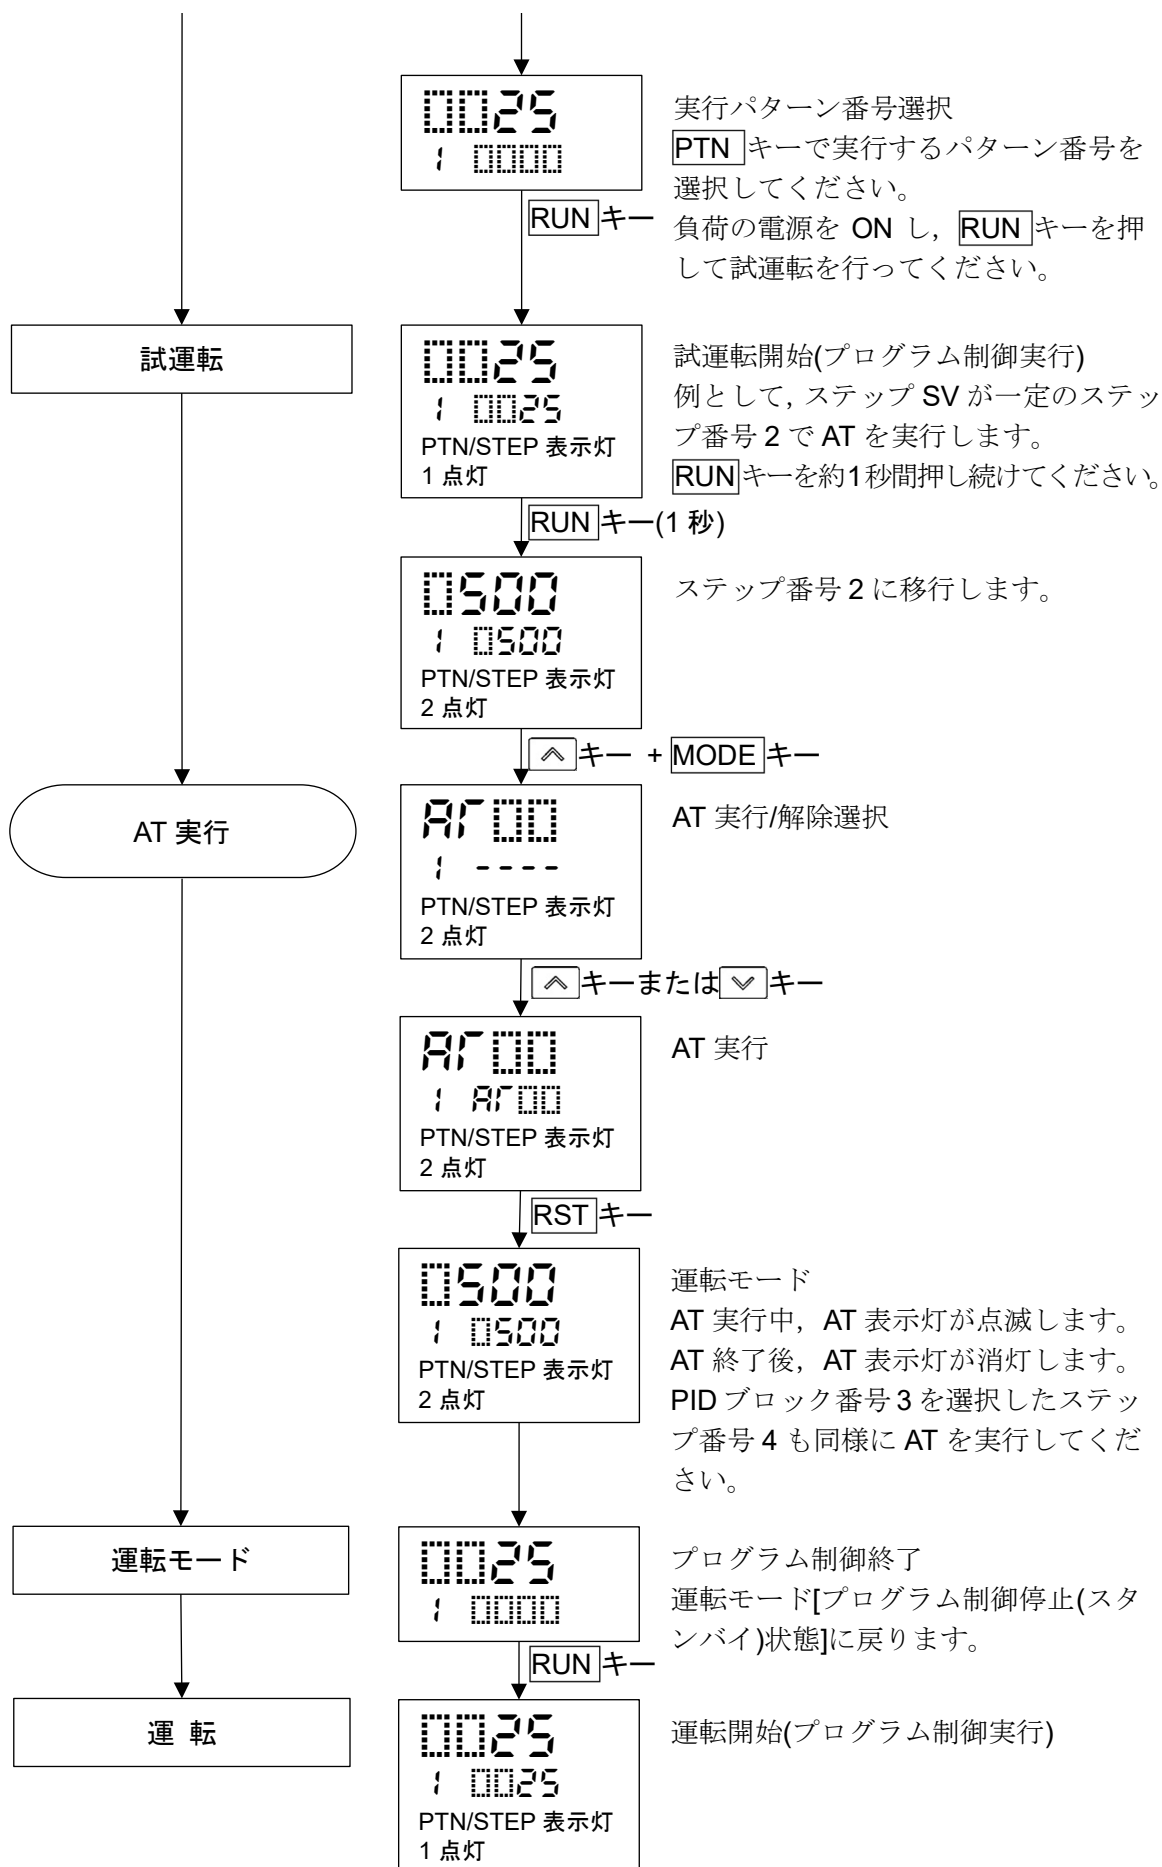 25
1
実行パターン番号選択
PTN キーで実行するパターン番号を
選択してください。
負荷の電源を ON し, RUN キーを押
して試運転を行ってください。
RUN キー
試運転
25
1 25
PTN/STEP 表示灯
1 点灯
試運転開始(プログラム制御実行)
例として, ステップ SV が一定のステッ
プ番号 2 で AT を実行します。
RUN キーを約1秒間押し続けてください。
RUN キー(1 秒)
500
1 500
PTN/STEP 表示灯
2 点灯
ステップ番号 2 に移行します。
キー + MODE キー
AT 実行
1 ----
PTN/STEP 表示灯
2 点灯
AT 実行/解除選択
キーまたは キー
1
PTN/STEP 表示灯
2 点灯
AT 実行
RST キー
500
1 500
PTN/STEP 表示灯
2 点灯
運転モード
AT 実行中, AT 表示灯が点滅します。
AT 終了後, AT 表示灯が消灯します。
PID ブロック番号 3 を選択したステッ
プ番号 4 も同様に AT を実行してくだ
さい。
運転モード
25
1
プログラム制御終了
運転モード[プログラム制御停止(スタ
ンバイ)状態]に戻ります。
RUN キー
運 転
25
1 25
PTN/STEP 表示灯
1 点灯
運転開始(プログラム制御実行)